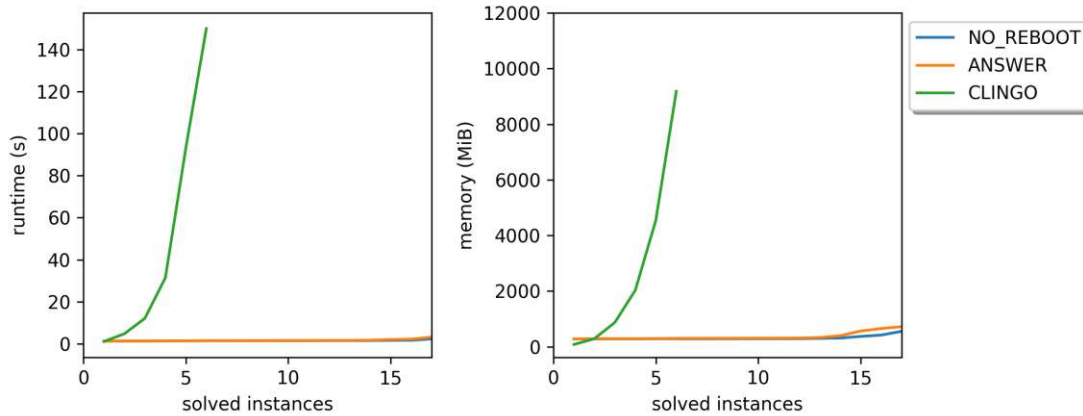 140
120
100
80
60
40
20
0
runtime (s)
0 5 10 15
solved instances
12000
10000
8000
6000
4000
2000
0
memory (MiB)
0 5 10 15
solved instances
NO_REBOOT
ANSWER
CLINGO